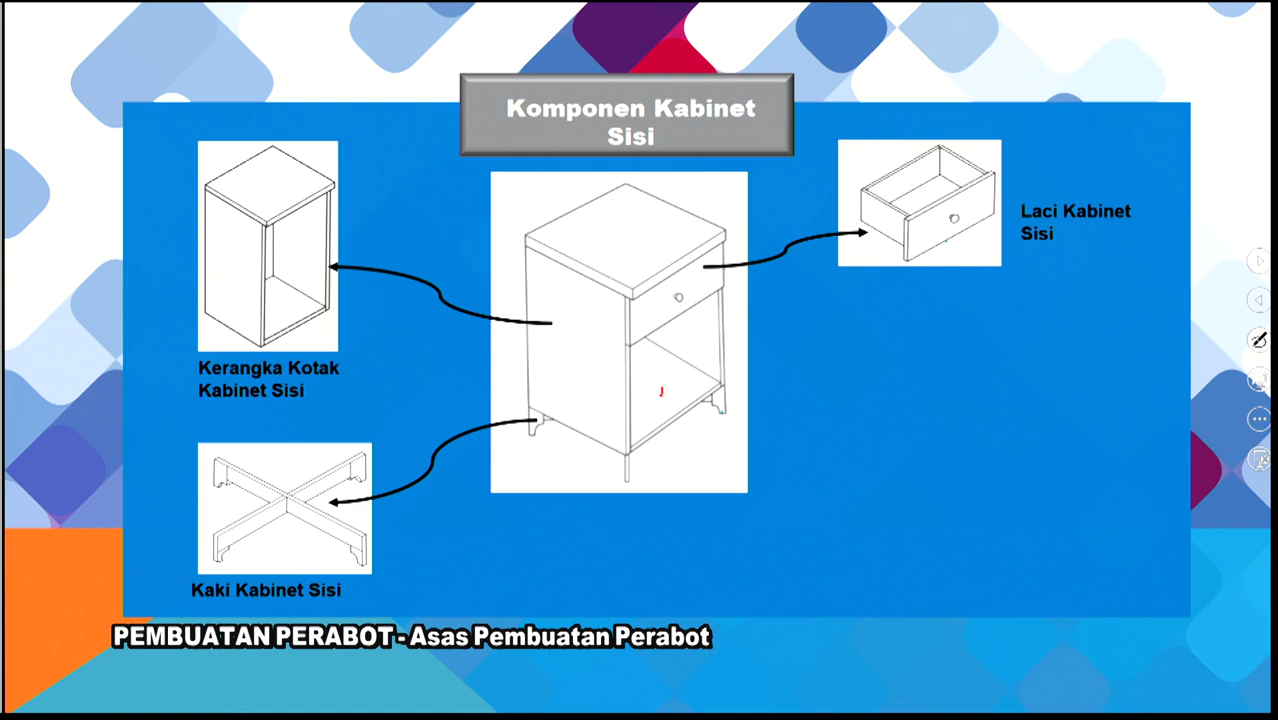 Komponen Kabinet
Sisi
Laci Kabinet
Sisi
Kerangka Kotak
Kabinet Sisi
Kaki Kabinet Sisi
PEMBUATAN PERABOT - Asas Pembuatan Perabot